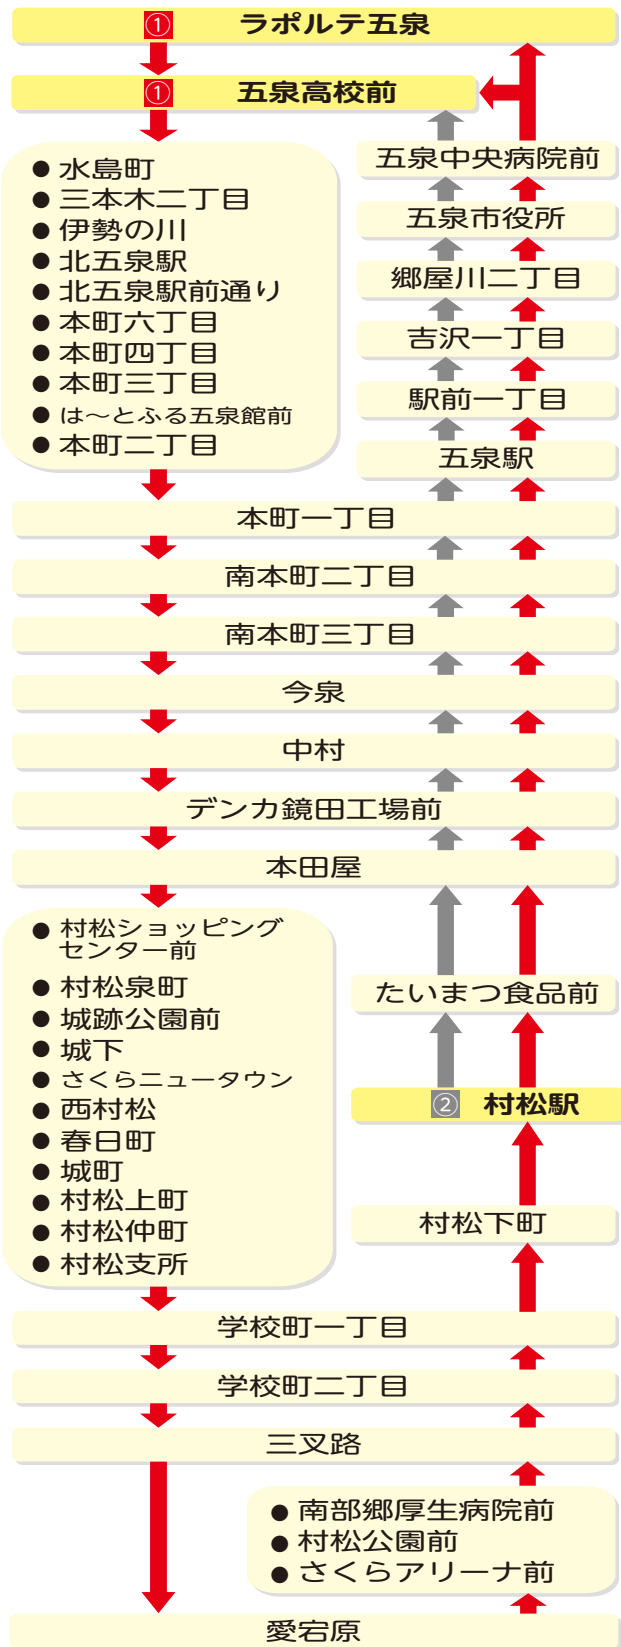 ① ラポルテ五泉
① 五泉高校前
● 水島町
● 三本木二丁目
● 伊勢の川
● 北五泉駅
● 北五泉駅前通り
● 本町六丁目
● 本町四丁目
● 本町三丁目
● は～とふる五泉館前
● 本町二丁目
五泉中央病院前
五泉市役所
郷屋川二丁目
吉沢一丁目
駅前一丁目
五泉駅
本町一丁目
南本町二丁目
南本町三丁目
今泉
中村
デンカ鏡田工場前
本田屋
● 村松ショッピング
センター前
● 村松泉町
● 城跡公園前
● 城下
● さくらニュータウン
● 西村松
● 春日町
● 城町
● 村松上町
● 村松仲町
● 村松支所
たいまつ食品前
② 村松駅
村松下町
学校町一丁目
学校町二丁目
三叉路
● 南部郷厚生病院前
● 村松公園前
● さくらアリーナ前
愛宕原